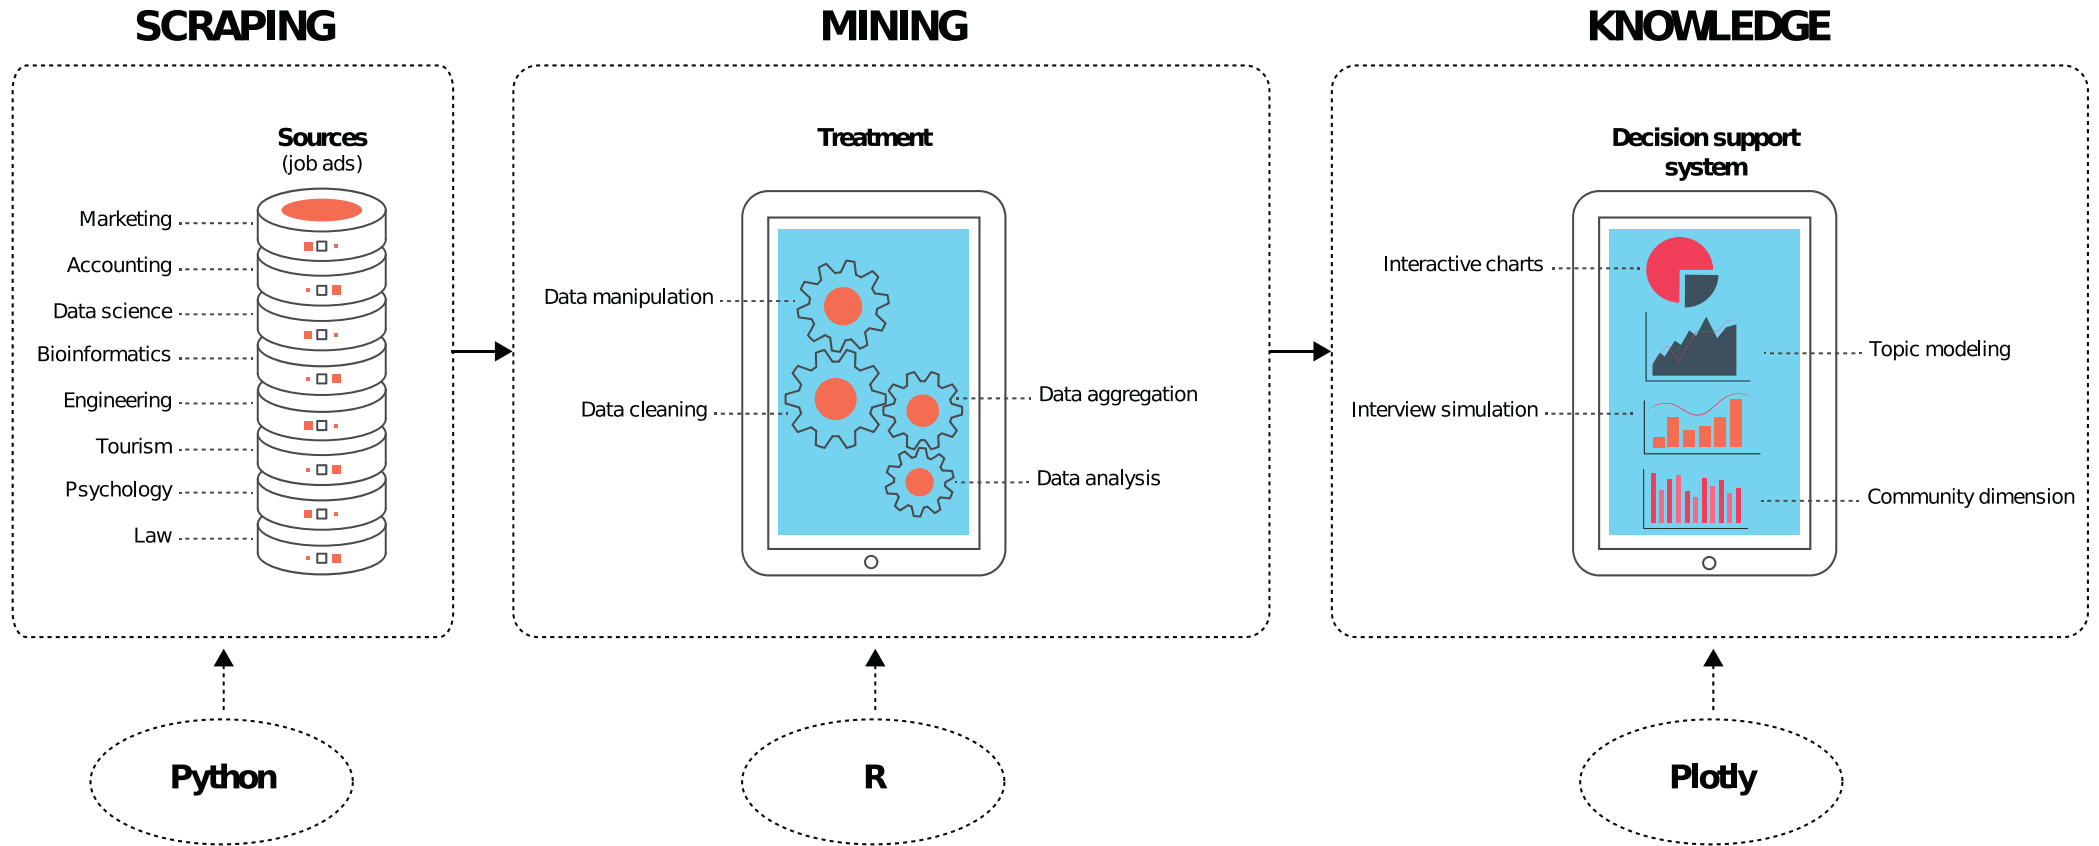 SCRAPING
Sources
(job ads)
Marketing
Accounting
Data science
Bioinformatics
Engineering
Tourism
Psychology
Law
Python
MINING
Treatment
Data manipulation
Data cleaning
Data aggregation
Data analysis
R
KNOWLEDGE
Decision support
system
Interactive charts
Topic modeling
Interview simulation
Community dimension
Plotly